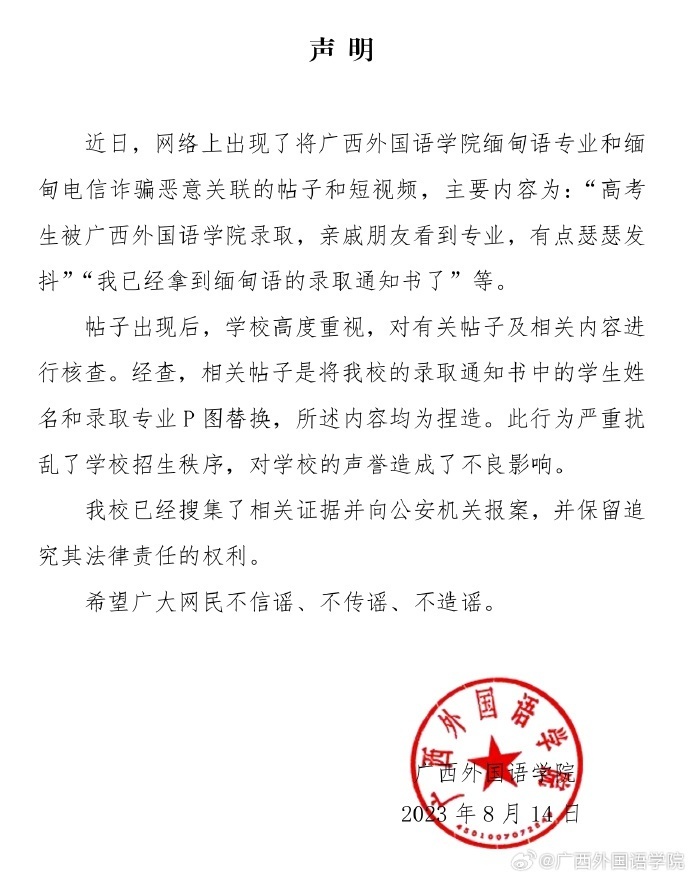 声 明
近日，网络上出现了将广西外国语学院缅甸语专业和缅
甸电信诈骗恶意关联的帖子和短视频，主要内容为：“高考
生被广西外国语学院录取，亲戚朋友看到专业，有点瑟瑟发
抖”“我已经拿到缅甸语的录取通知书了”等。
帖子出现后，学校高度重视，对有关帖子及相关内容进
行核查。经查，相关帖子是将我校的录取通知书中的学生姓
名和录取专业 P 图替换，所述内容均为捏造。此行为严重扰
乱了学校招生秩序，对学校的声誉造成了不良影响。
我校已经搜集了相关证据并向公安机关报案，并保留追
究其法律责任的权利。
希望广大网民不信谣、不传谣、不造谣。
广西外国语学院
广西外国语学院
2023 年 8 月 14 日
@广西外国语学院